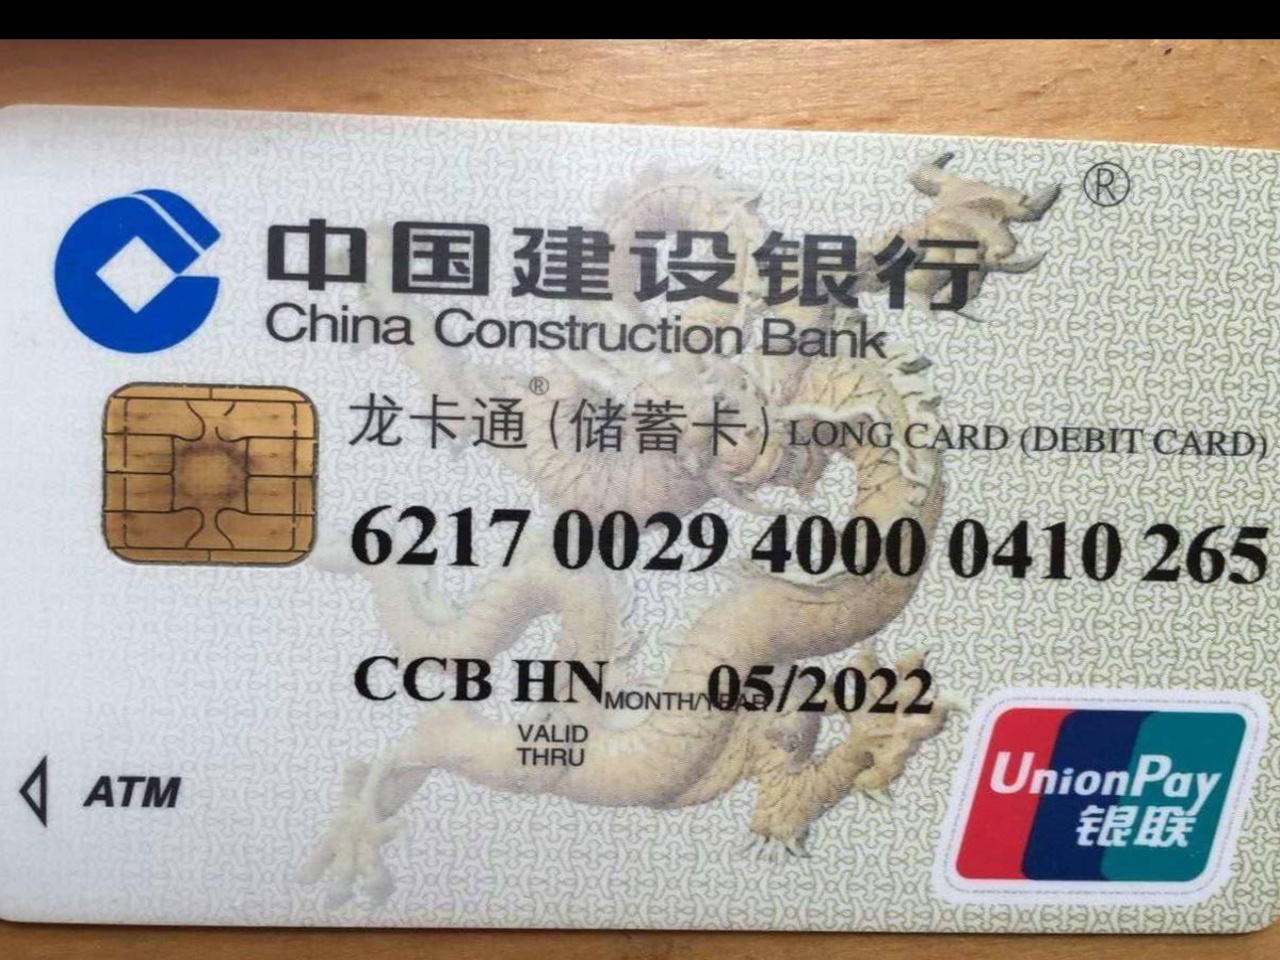 中国建设银行®
China Construction Bank
龙卡通®(储蓄卡) LONG CARD (DEBIT CARD)
6217 0029 4000 0410 265
CCB HN MONTH/YEAR 05/2022
VALID
THRU
ATM
UnionPay
银联